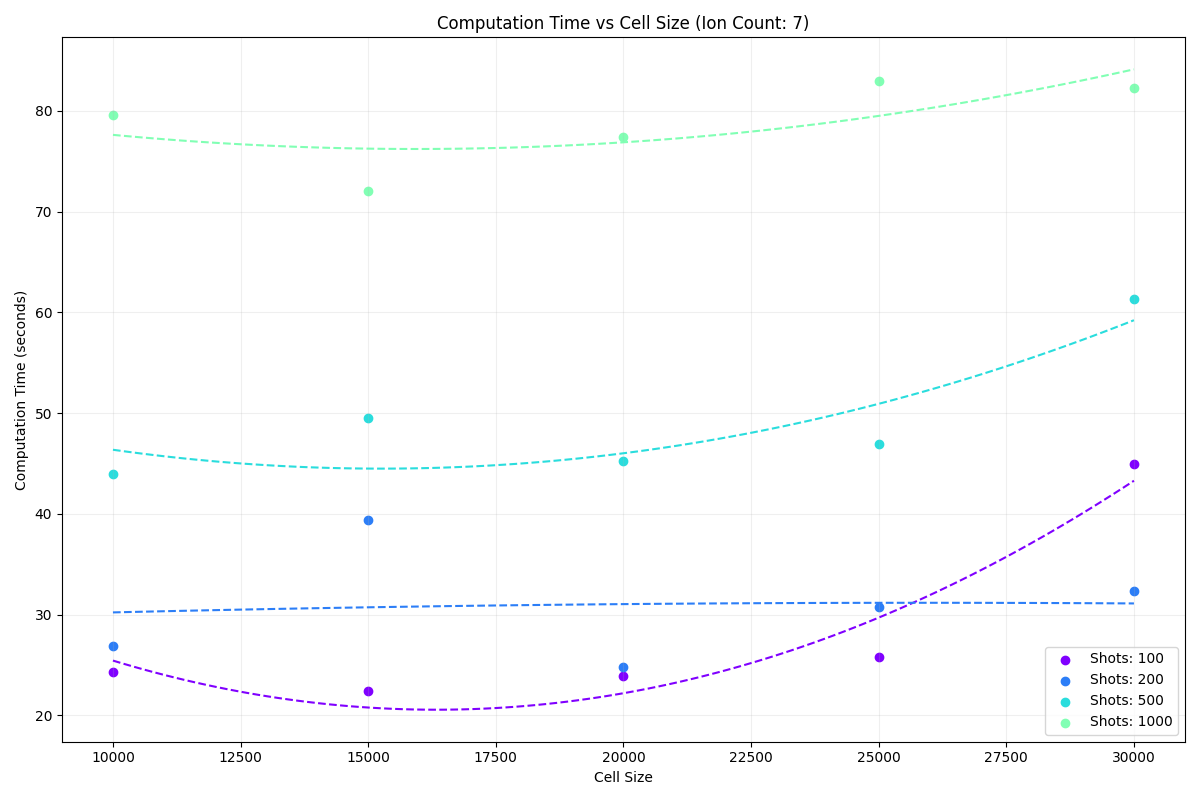 Computation Time vs Cell Size (Ion Count: 7)
Computation Time (seconds)
80
70
60
50
40
30
20
10000 12500 15000 17500 20000 22500 25000 27500 30000
Cell Size
Shots: 100
Shots: 200
Shots: 500
Shots: 1000